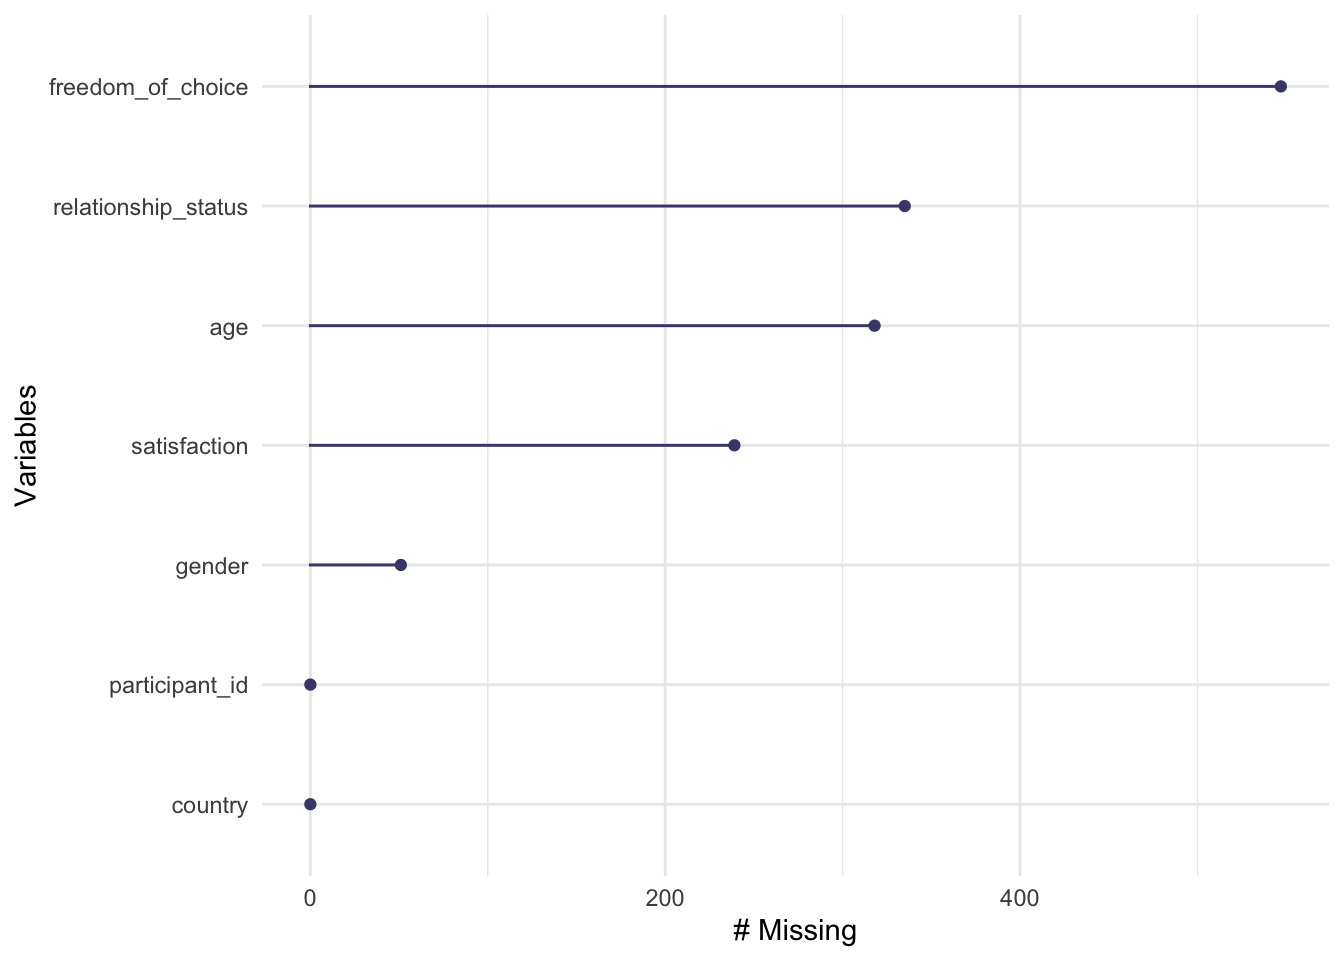 freedom_of_choice
relationship_status
age
satisfaction
gender
participant_id
country
Variables
0 200 400
# Missing